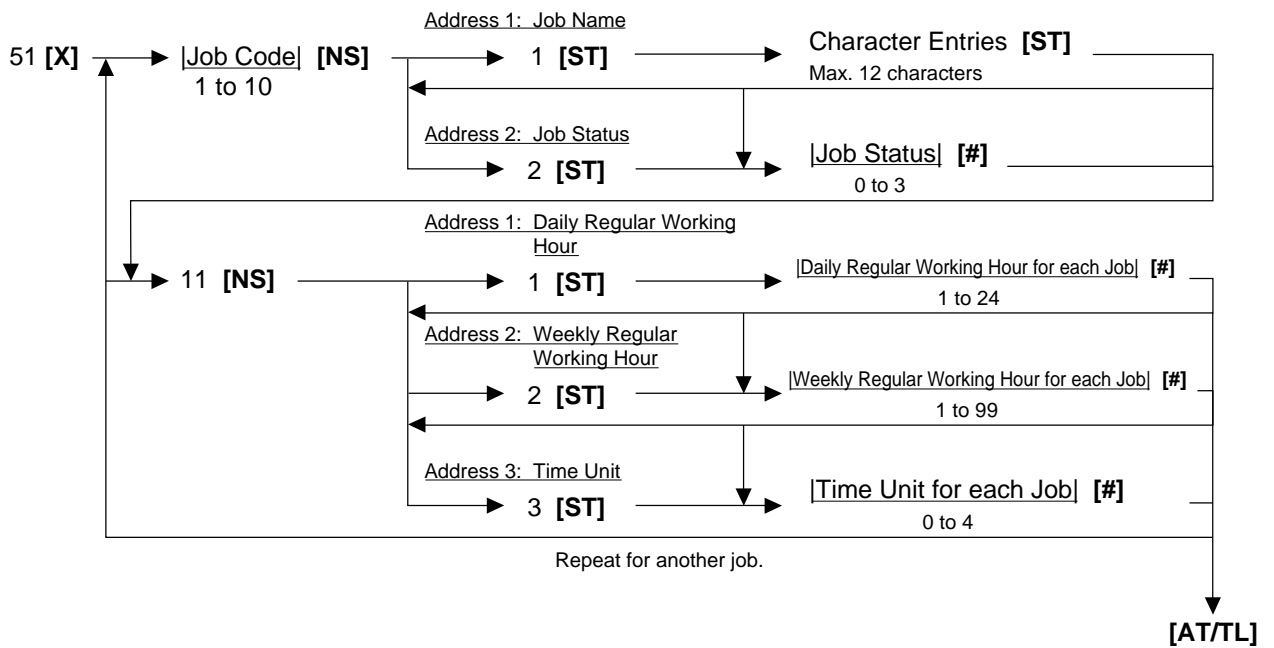 Address 1: Job Name
51 [X] |Job Code| [NS] 1 [ST] Character Entries [ST]
1 to 10 Max. 12 characters
Address 2: Job Status
2 [ST] |Job Status| [#]
0 to 3
Address 1: Daily Regular Working
Hour
11 [NS] 1 [ST] |Daily Regular Working Hour for each Job| [#]
1 to 24
Address 2: Weekly Regular
Working Hour
2 [ST] |Weekly Regular Working Hour for each Job| [#]
1 to 99
Address 3: Time Unit
3 [ST] |Time Unit for each Job| [#]
0 to 4
Repeat for another job.
[AT/TL]